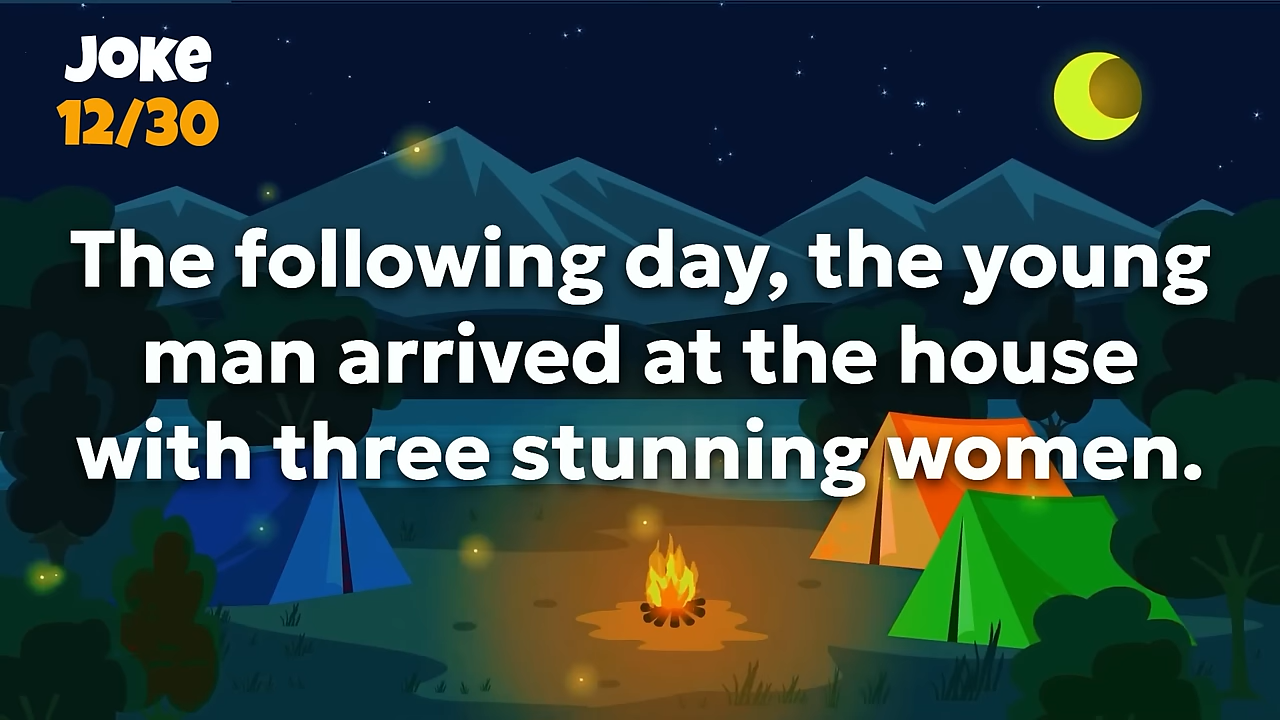 JOKE
12/30
The following day, the young
man arrived at the house
with three stunning women.